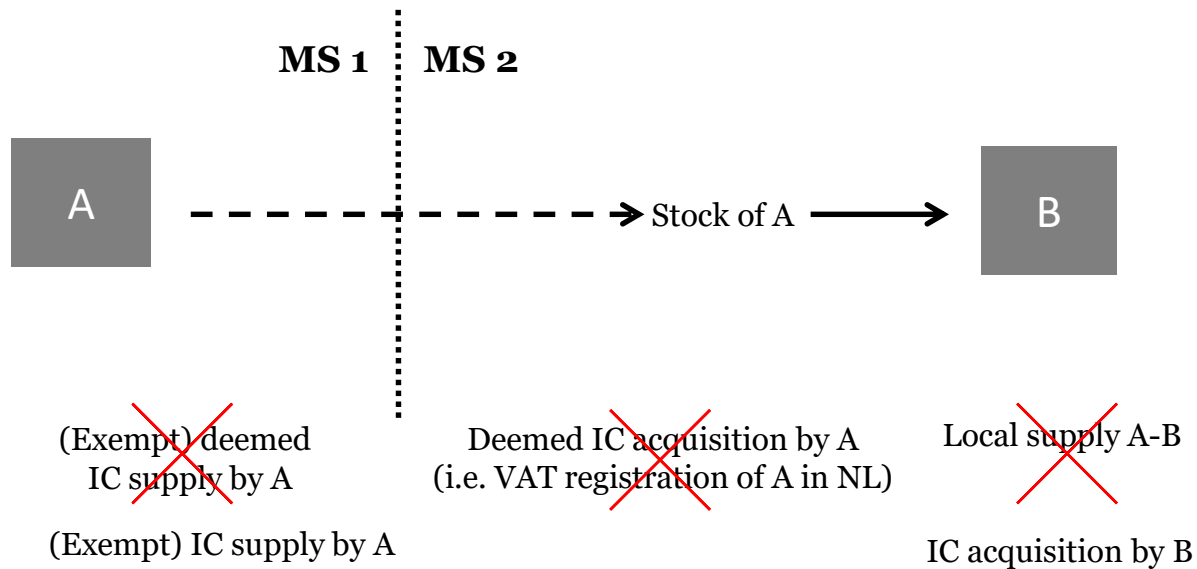 MS 1
MS 2
A
Stock of A
B
(Exempt) deemed
IC supply by A
Deemed IC acquisition by A
(i.e. VAT registration of A in NL)
Local supply A-B
(Exempt) IC supply by A
IC acquisition by B